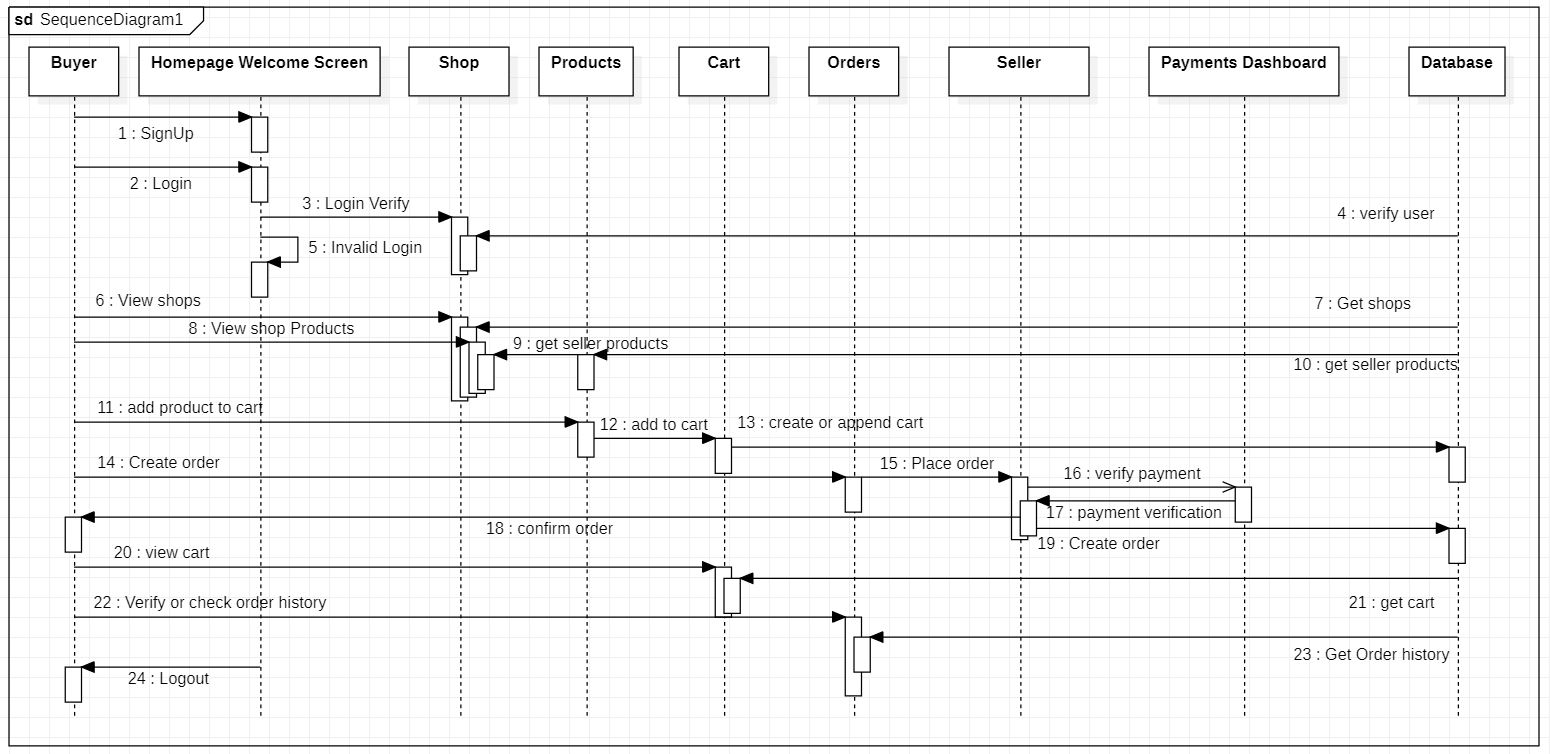 sd SequenceDiagram1
Buyer
Homepage Welcome Screen
Shop
Products
Cart
Orders
Seller
Payments Dashboard
Database
1 : SignUp
2 : Login
3 : Login Verify
4 : verify user
5 : Invalid Login
6 : View shops
7 : Get shops
8 : View shop Products
9 : get seller products
10 : get seller products
11 : add product to cart
12 : add to cart
13 : create or append cart
14 : Create order
15 : Place order
16 : verify payment
17 : payment verification
18 : confirm order
19 : Create order
20 : view cart
21 : get cart
22 : Verify or check order history
23 : Get Order history
24 : Logout